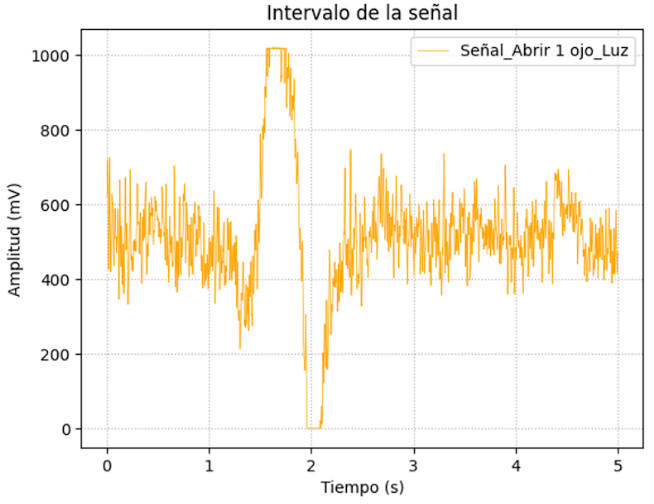 Intervalo de la señal
Señal_Abrir 1 ojo_Luz
1000
800
600
400
200
0
Amplitud (mV)
0 1 2 3 4 5
Tiempo (s)